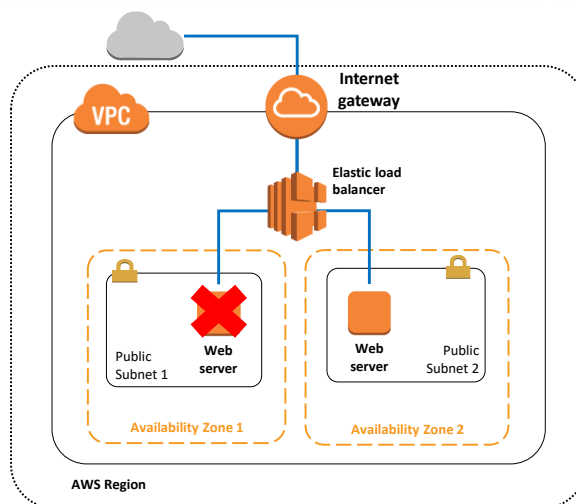 Internet
gateway
VPC
Elastic load
balancer
Web
server
Public
Subnet 1
Web
server
Public
Subnet 2
Availability Zone 1
Availability Zone 2
AWS Region